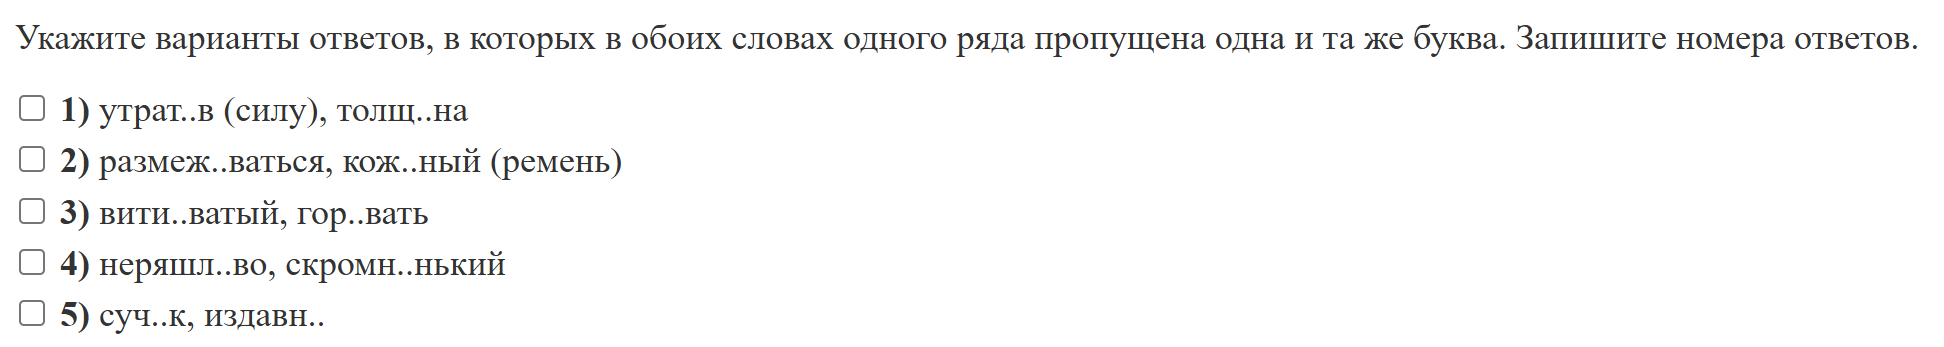 Укажите варианты ответов, в которых в обоих словах одного ряда пропущена одна и та же буква. Запишите номера ответов.
1) утрат..в (силу), толщ..на
2) размеж..ваться, кож..ный (ремень)
3) вити..ватый, гор..вать
4) неряшл..во, скромн..нький
5) суч..к, издавн..